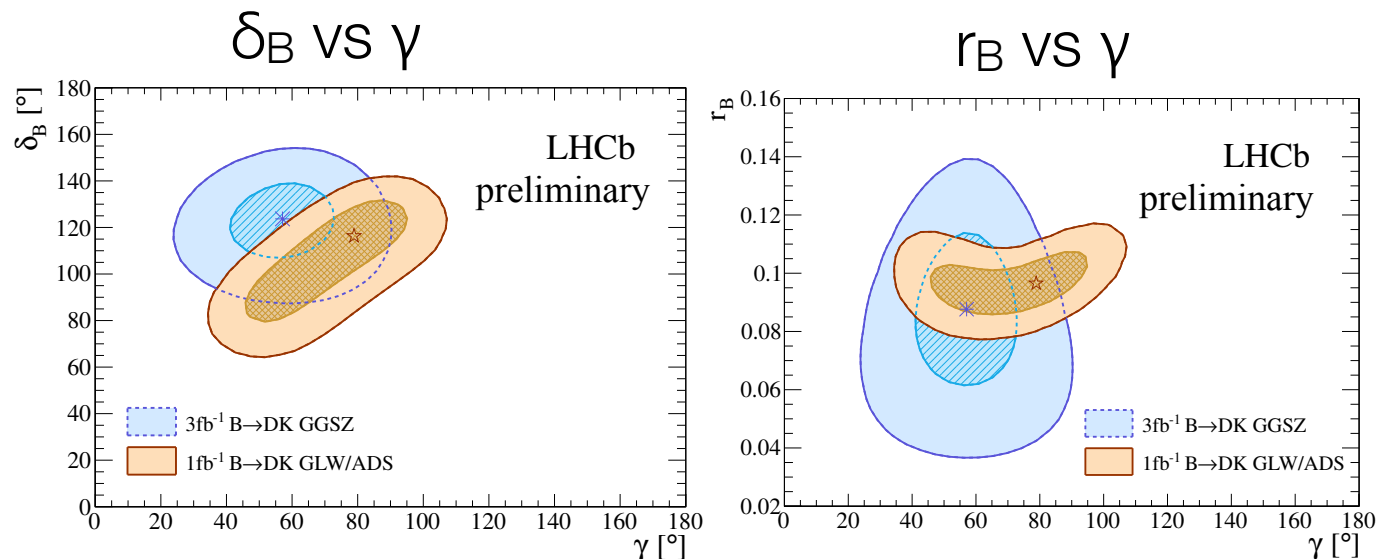 δB vs γ
δB [°]
180
160
140
120
100
80
60
40
20
0
LHCb
preliminary
3fb-1 B→DK GGSZ
1fb-1 B→DK GLW/ADS
0 20 40 60 80 100 120 140 160 180
γ [°]
rB vs γ
rB
0.16
0.14
0.12
0.1
0.08
0.06
0.04
0.02
LHCb
preliminary
3fb-1 B→DK GGSZ
1fb-1 B→DK GLW/ADS
0 20 40 60 80 100 120 140 160 180
γ [°]